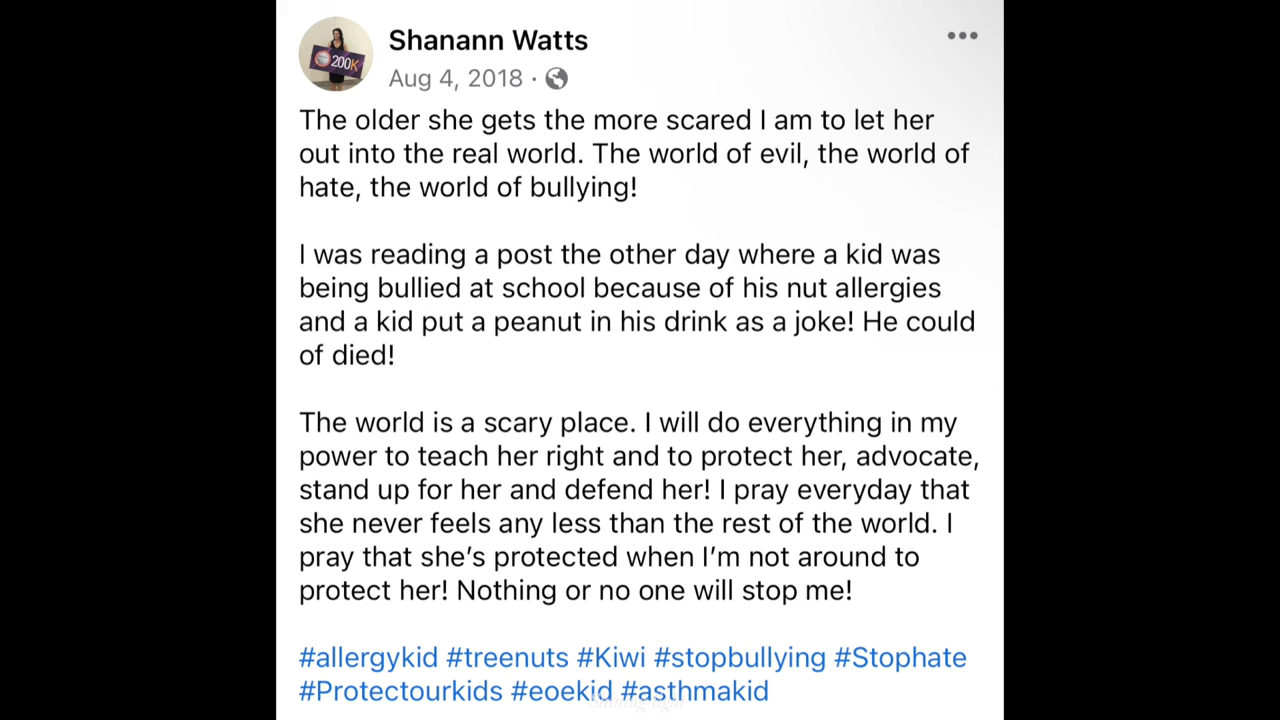 Shanann Watts
Aug 4, 2018 ·
200K
The older she gets the more scared I am to let her
out into the real world. The world of evil, the world of
hate, the world of bullying!
I was reading a post the other day where a kid was
being bullied at school because of his nut allergies
and a kid put a peanut in his drink as a joke! He could
of died!
The world is a scary place. I will do everything in my
power to teach her right and to protect her, advocate,
stand up for her and defend her! I pray everyday that
she never feels any less than the rest of the world. I
pray that she's protected when I'm not around to
protect her! Nothing or no one will stop me!
#allergykid #treenuts #Kiwi #stopbullying #Stophate
#Protectourkids #eoekid #asthmakid